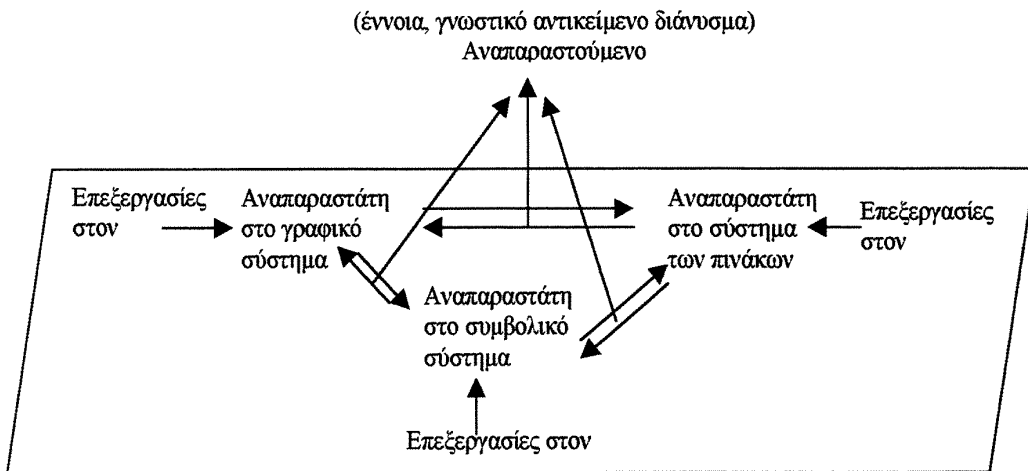 (έννοια, γνωστικό αντικείμενο διάνυσμα)
Αναπαραστούμενο
Επεξεργασίες
στον
Αναπαραστάτη
στο γραφικό
σύστημα
Αναπαραστάτη
στο σύστημα
των πινάκων
Επεξεργασίες
στον
Αναπαραστάτη
στο συμβολικό
σύστημα
Επεξεργασίες στον